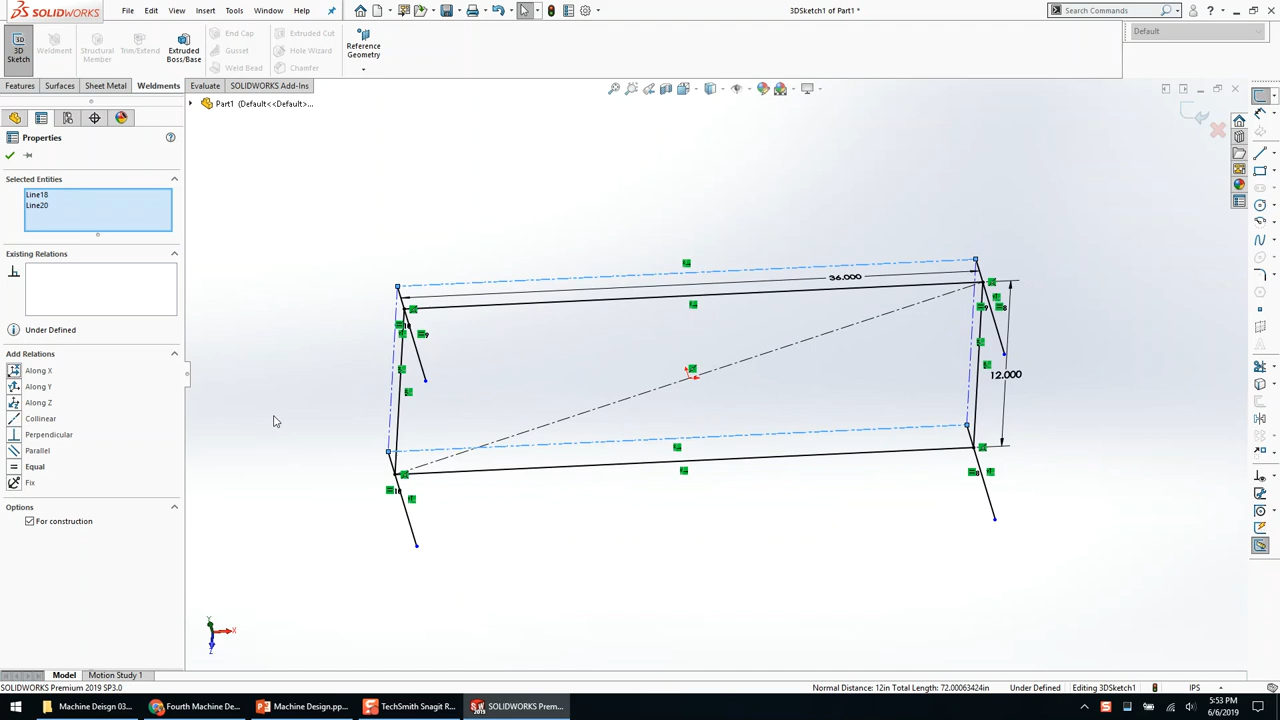 SOLIDWORKS File Edit View Insert Tools Window Help 3DSketch1 of Part1 * Search Commands
3D Sketch
Weldment
Structural Member
Trim/Extend
Extruded Boss/Base
End Cap
Gusset
Weld Bead
Extruded Cut
Hole Wizard
Chamfer
Reference Geometry
Default
Features Surfaces Sheet Metal Weldments Evaluate SOLIDWORKS Add-Ins
Part1 (Default<<Default>...
Properties
Selected Entities
Line18
Line20
Existing Relations
Under Defined
Add Relations
Along X
Along Y
Along Z
Collinear
Perpendicular
Parallel
Equal
Fix
Options
For construction
36.000
12.000
Y
X
Z
Model Motion Study 1
SOLIDWORKS Premium 2019 SP3.0 Normal Distance: 12in Total Length: 72.00063424in Under Defined Editing 3DSketch1 IPS
Machine Deisgn 03... Fourth Machine De... Machine Design.pp... TechSmith Snagit R... SOLIDWORKS Prem...
5:53 PM
6/6/2019